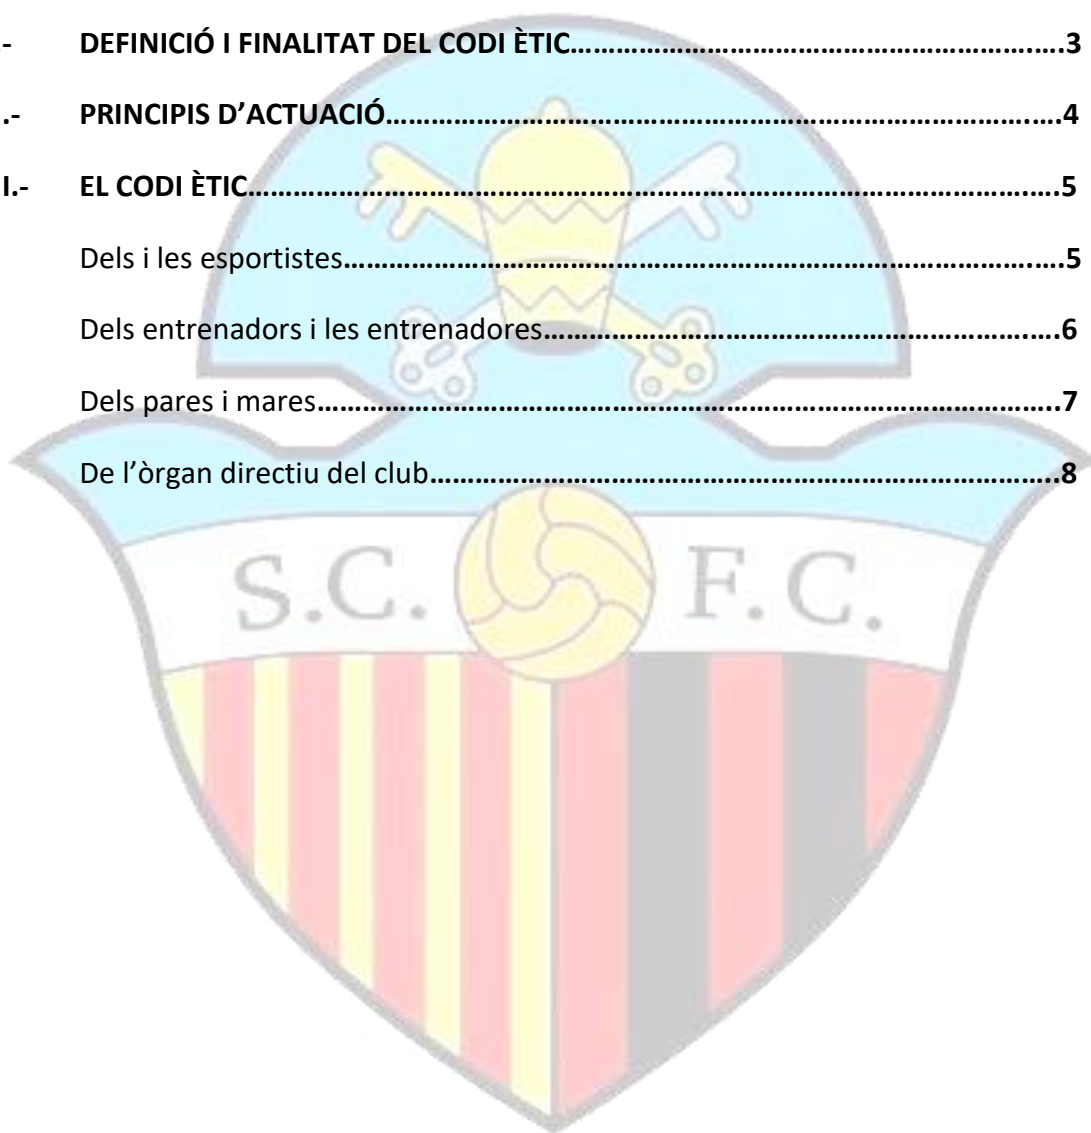 - DEFINICIÓ I FINALITAT DEL CODI ÈTIC……………………………………………….….3
.- PRINCIPIS D’ACTUACIÓ……………………………………………………………………….….4
I.- EL CODI ÈTIC……………………………………………………………………………………….….5
Dels i les esportistes…………………………………………………………………………….….5
Dels entrenadors i les entrenadores…………………………………………………….….6
Dels pares i mares………………………………………………………………………………..7
De l’òrgan directiu del club……………………………………………………………………..8
S.C. F.C.